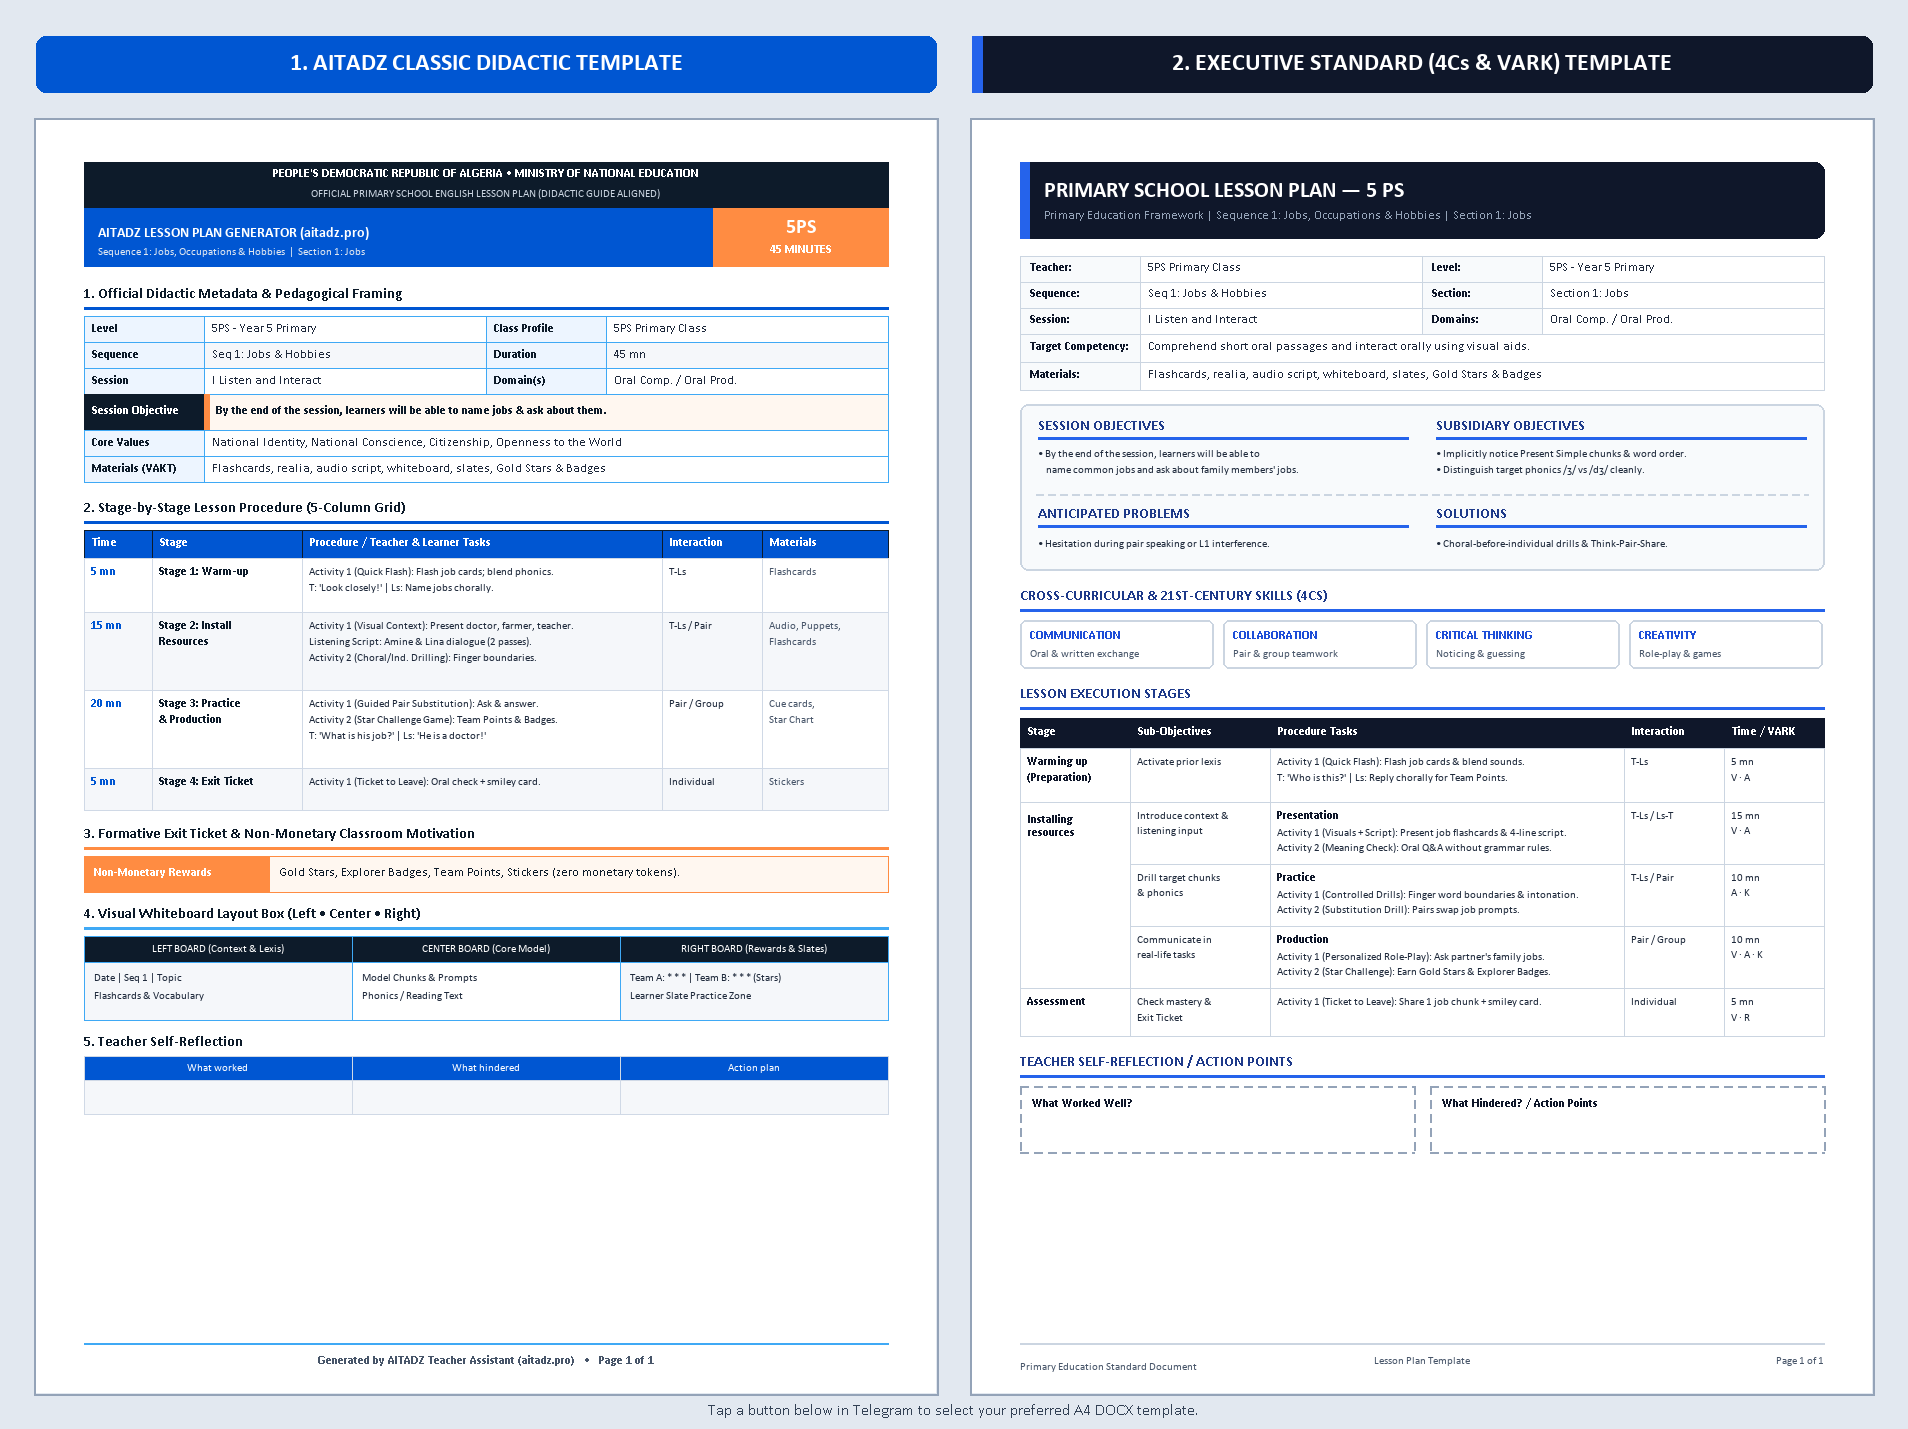 1. AITADZ CLASSIC DIDACTIC TEMPLATE
PEOPLE'S DEMOCRATIC REPUBLIC OF ALGERIA • MINISTRY OF NATIONAL EDUCATION
OFFICIAL PRIMARY SCHOOL ENGLISH LESSON PLAN (DIDACTIC GUIDE ALIGNED)
AITADZ LESSON PLAN GENERATOR (aitadz.pro)
Sequence 1: Jobs, Occupations & Hobbies | Section 1: Jobs
5PS
45 MINUTES
1. Official Didactic Metadata & Pedagogical Framing
Level 5PS - Year 5 Primary Class Profile 5PS Primary Class
Sequence Seq 1: Jobs & Hobbies Duration 45 mn
Session I Listen and Interact Domain(s) Oral Comp. / Oral Prod.
Session Objective By the end of the session, learners will be able to name jobs & ask about them.
Core Values National Identity, National Conscience, Citizenship, Openness to the World
Materials (VAKT) Flashcards, realia, audio script, whiteboard, slates, Gold Stars & Badges
2. Stage-by-Stage Lesson Procedure (5-Column Grid)
Time Stage Procedure / Teacher & Learner Tasks Interaction Materials
5 mn Stage 1: Warm-up Activity 1 (Quick Flash): Flash job cards; blend phonics. T-Ls Flashcards
T: 'Look closely!' | Ls: Name jobs chorally.
15 mn Stage 2: Install Activity 1 (Visual Context): Present doctor, farmer, teacher. T-Ls / Pair Audio, Puppets,
Resources Listening Script: Amine & Lina dialogue (2 passes). Flashcards
Activity 2 (Choral/Ind. Drilling): Finger boundaries.
20 mn Stage 3: Practice Activity 1 (Guided Pair Substitution): Ask & answer. Pair / Group Cue cards,
& Production Activity 2 (Star Challenge Game): Team Points & Badges. Star Chart
T: 'What is his job?' | Ls: 'He is a doctor!'
5 mn Stage 4: Exit Ticket Activity 1 (Ticket to Leave): Oral check + smiley card. Individual Stickers
3. Formative Exit Ticket & Non-Monetary Classroom Motivation
Non-Monetary Rewards Gold Stars, Explorer Badges, Team Points, Stickers (zero monetary tokens).
4. Visual Whiteboard Layout Box (Left • Center • Right)
LEFT BOARD (Context & Lexis) CENTER BOARD (Core Model) RIGHT BOARD (Rewards & Slates)
Date | Seq 1 | Topic Model Chunks & Prompts Team A: * * * | Team B: * * * (Stars)
Flashcards & Vocabulary Phonics / Reading Text Learner Slate Practice Zone
5. Teacher Self-Reflection
What worked What hindered Action plan
Generated by AITADZ Teacher Assistant (aitadz.pro) • Page 1 of 1
2. EXECUTIVE STANDARD (4Cs & VARK) TEMPLATE
PRIMARY SCHOOL LESSON PLAN — 5 PS
Primary Education Framework | Sequence 1: Jobs, Occupations & Hobbies | Section 1: Jobs
Teacher: 5PS Primary Class Level: 5PS - Year 5 Primary
Sequence: Seq 1: Jobs & Hobbies Section: Section 1: Jobs
Session: I Listen and Interact Domains: Oral Comp. / Oral Prod.
Target Competency: Comprehend short oral passages and interact orally using visual aids.
Materials: Flashcards, realia, audio script, whiteboard, slates, Gold Stars & Badges
SESSION OBJECTIVES
• By the end of the session, learners will be able to
name common jobs and ask about family members' jobs.
SUBSIDIARY OBJECTIVES
• Implicitly notice Present Simple chunks & word order.
• Distinguish target phonics /ʒ/ vs /dʒ/ cleanly.
ANTICIPATED PROBLEMS
• Hesitation during pair speaking or L1 interference.
SOLUTIONS
• Choral-before-individual drills & Think-Pair-Share.
CROSS-CURRICULAR & 21ST-CENTURY SKILLS (4CS)
COMMUNICATION COLLABORATION CRITICAL THINKING CREATIVITY
Oral & written exchange Pair & group teamwork Noticing & guessing Role-play & games
LESSON EXECUTION STAGES
Stage Sub-Objectives Procedure Tasks Interaction Time / VARK
Warming up Activate prior lexis Activity 1 (Quick Flash): Flash job cards & blend sounds. T-Ls 5 mn
(Preparation) T: 'Who is this?' | Ls: Reply chorally for Team Points. V · A
Installing Introduce context & Presentation T-Ls / Ls-T 15 mn
resources listening input Activity 1 (Visuals + Script): Present job flashcards & 4-line script. V · A
Activity 2 (Meaning Check): Oral Q&A without grammar rules.
Drill target chunks Practice T-Ls / Pair 10 mn
& phonics Activity 1 (Controlled Drills): Finger word boundaries & intonation. A · K
Activity 2 (Substitution Drill): Pairs swap job prompts.
Communicate in Production Pair / Group 10 mn
real-life tasks Activity 1 (Personalized Role-Play): Ask partner's family jobs. V · A · K
Activity 2 (Star Challenge): Earn Gold Stars & Explorer Badges.
Assessment Check mastery & Activity 1 (Ticket to Leave): Share 1 job chunk + smiley card. Individual 5 mn
Exit Ticket V · R
TEACHER SELF-REFLECTION / ACTION POINTS
What Worked Well? What Hindered? / Action Points
Primary Education Standard Document Lesson Plan Template Page 1 of 1
Tap a button below in Telegram to select your preferred A4 DOCX template.